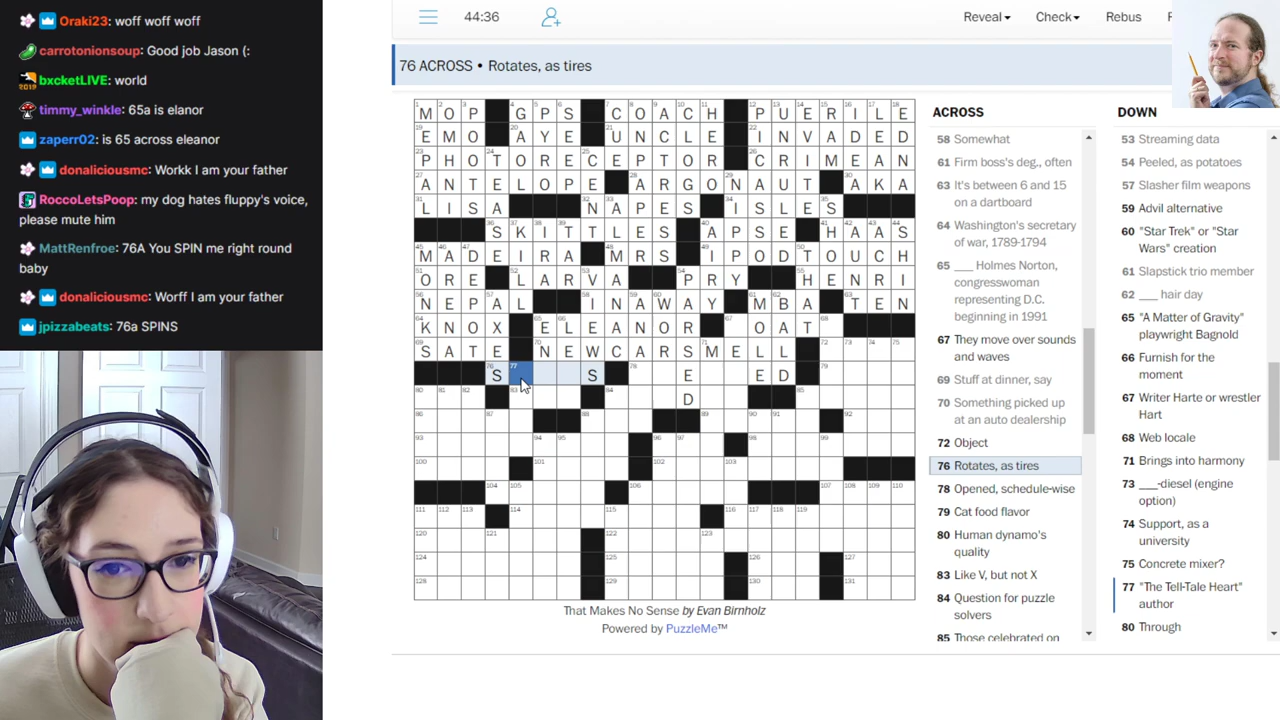 Oraki23: woff woff woff
carrotonionsoup: Good job Jason (:
bxcketLIVE: world
timmy_winkle: 65a is elanor
zaperr02: is 65 across eleanor
donaliciousmc: Workk I am your father
RoccoLetsPoop: my dog hates fluppy's voice,
please mute him
MattRenfroe: 76A You SPIN me right round
baby
donaliciousmc: Worff I am your father
jpizzabeats: 76a SPINS
44:36
Reveal
Check
Rebus
76 ACROSS • Rotates, as tires
MOP GPS COACH PUERILE
EMO AYE UNCLE INVADED
PHOTORECEPTOR CRIMEAN
ANTELOPE ARGONAUT AKA
LISA NAPES ISLES
SKITTLES APSE HAAS
MADEIRA MRS IPODTOUCH
ORE LARVA PRY HENRI
NEPAL INAWAY MBA TEN
KNOX ELEANOR OAT
SATE NEWCARSMELL
S S E ED
D
That Makes No Sense by Evan Birnholz
Powered by PuzzleMe™
ACROSS
58 Somewhat
61 Firm boss's deg., often
63 It's between 6 and 15
on a dartboard
64 Washington's secretary
of war, 1789-1794
65 ___ Holmes Norton,
congresswoman
representing D.C.
beginning in 1991
67 They move over sounds
and waves
69 Stuff at dinner, say
70 Something picked up
at an auto dealership
72 Object
76 Rotates, as tires
78 Opened, schedule-wise
79 Cat food flavor
80 Human dynamo's
quality
83 Like V, but not X
84 Question for puzzle
solvers
85 Those celebrated on
DOWN
53 Streaming data
54 Peeled, as potatoes
57 Slasher film weapons
59 Advil alternative
60 "Star Trek" or "Star
Wars" creation
61 Slapstick trio member
62 ___ hair day
65 "A Matter of Gravity"
playwright Bagnold
66 Furnish for the
moment
67 Writer Harte or wrestler
Hart
68 Web locale
71 Brings into harmony
73 ___-diesel (engine
option)
74 Support, as a
university
75 Concrete mixer?
77 "The Tell-Tale Heart"
author
80 Through